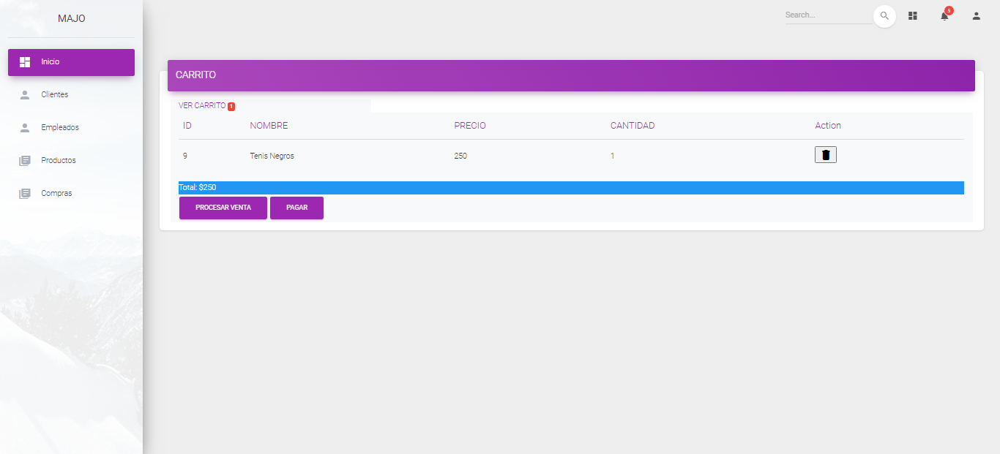 MAJO
Search...
5
Inicio
Clientes
Empleados
Productos
Compras
CARRITO
VER CARRITO 1
ID NOMBRE PRECIO CANTIDAD Action
9 Tenis Negros 250 1
Total: $250
PROCESAR VENTA PAGAR